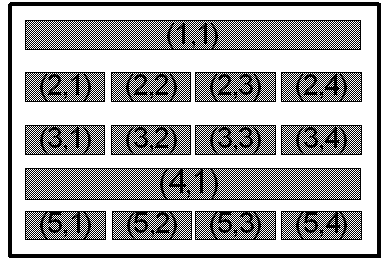 (1,1)
(2,1) (2,2) (2,3) (2,4)
(3,1) (3,2) (3,3) (3,4)
(4,1)
(5,1) (5,2) (5,3) (5,4)